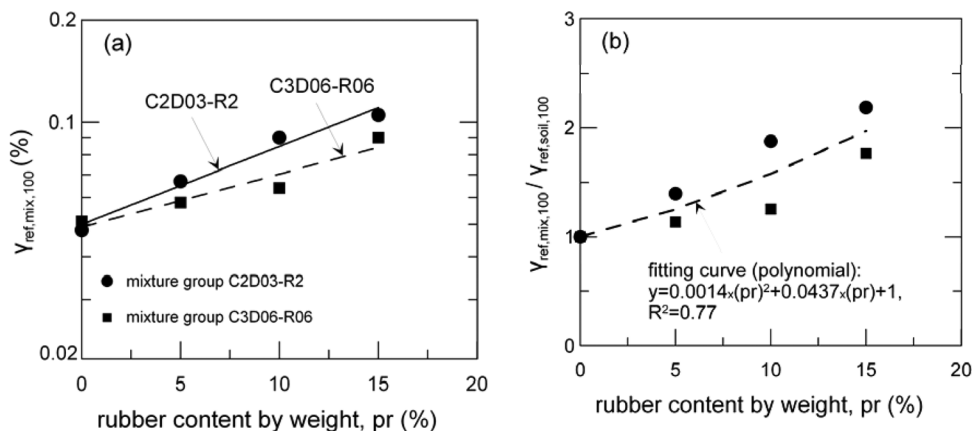 (a)
C2D03-R2
C3D06-R06
mixture group C2D03-R2
mixture group C3D06-R06
0.2
0.1
0.02
γref,mix,100 (%)
0 5 10 15 20
rubber content by weight, pr (%)
(b)
3
2
1
0
γref,mix,100 / γref,soil,100
fitting curve (polynomial):
y=0.0014x(pr)²+0.0437x(pr)+1,
R²=0.77
0 5 10 15 20
rubber content by weight, pr (%)